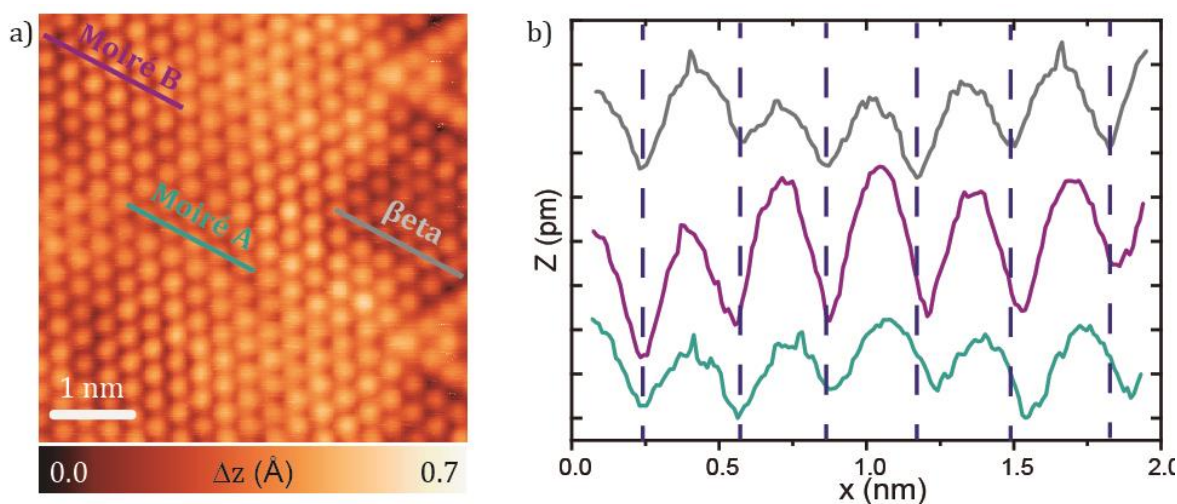 a)
Moiré B
Moiré A
βeta
1 nm
0.0 Δz (Å) 0.7
b)
Z (pm)
0.0 0.5 1.0 1.5 2.0
x (nm)